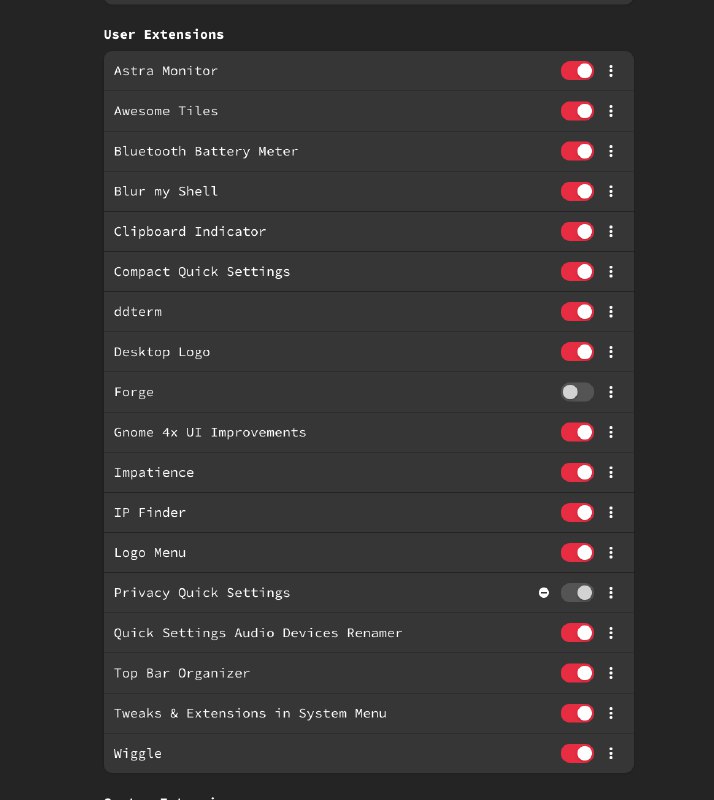 User Extensions
Astra Monitor
Awesome Tiles
Bluetooth Battery Meter
Blur my Shell
Clipboard Indicator
Compact Quick Settings
ddterm
Desktop Logo
Forge
Gnome 4x UI Improvements
Impatience
IP Finder
Logo Menu
Privacy Quick Settings
Quick Settings Audio Devices Renamer
Top Bar Organizer
Tweaks & Extensions in System Menu
Wiggle